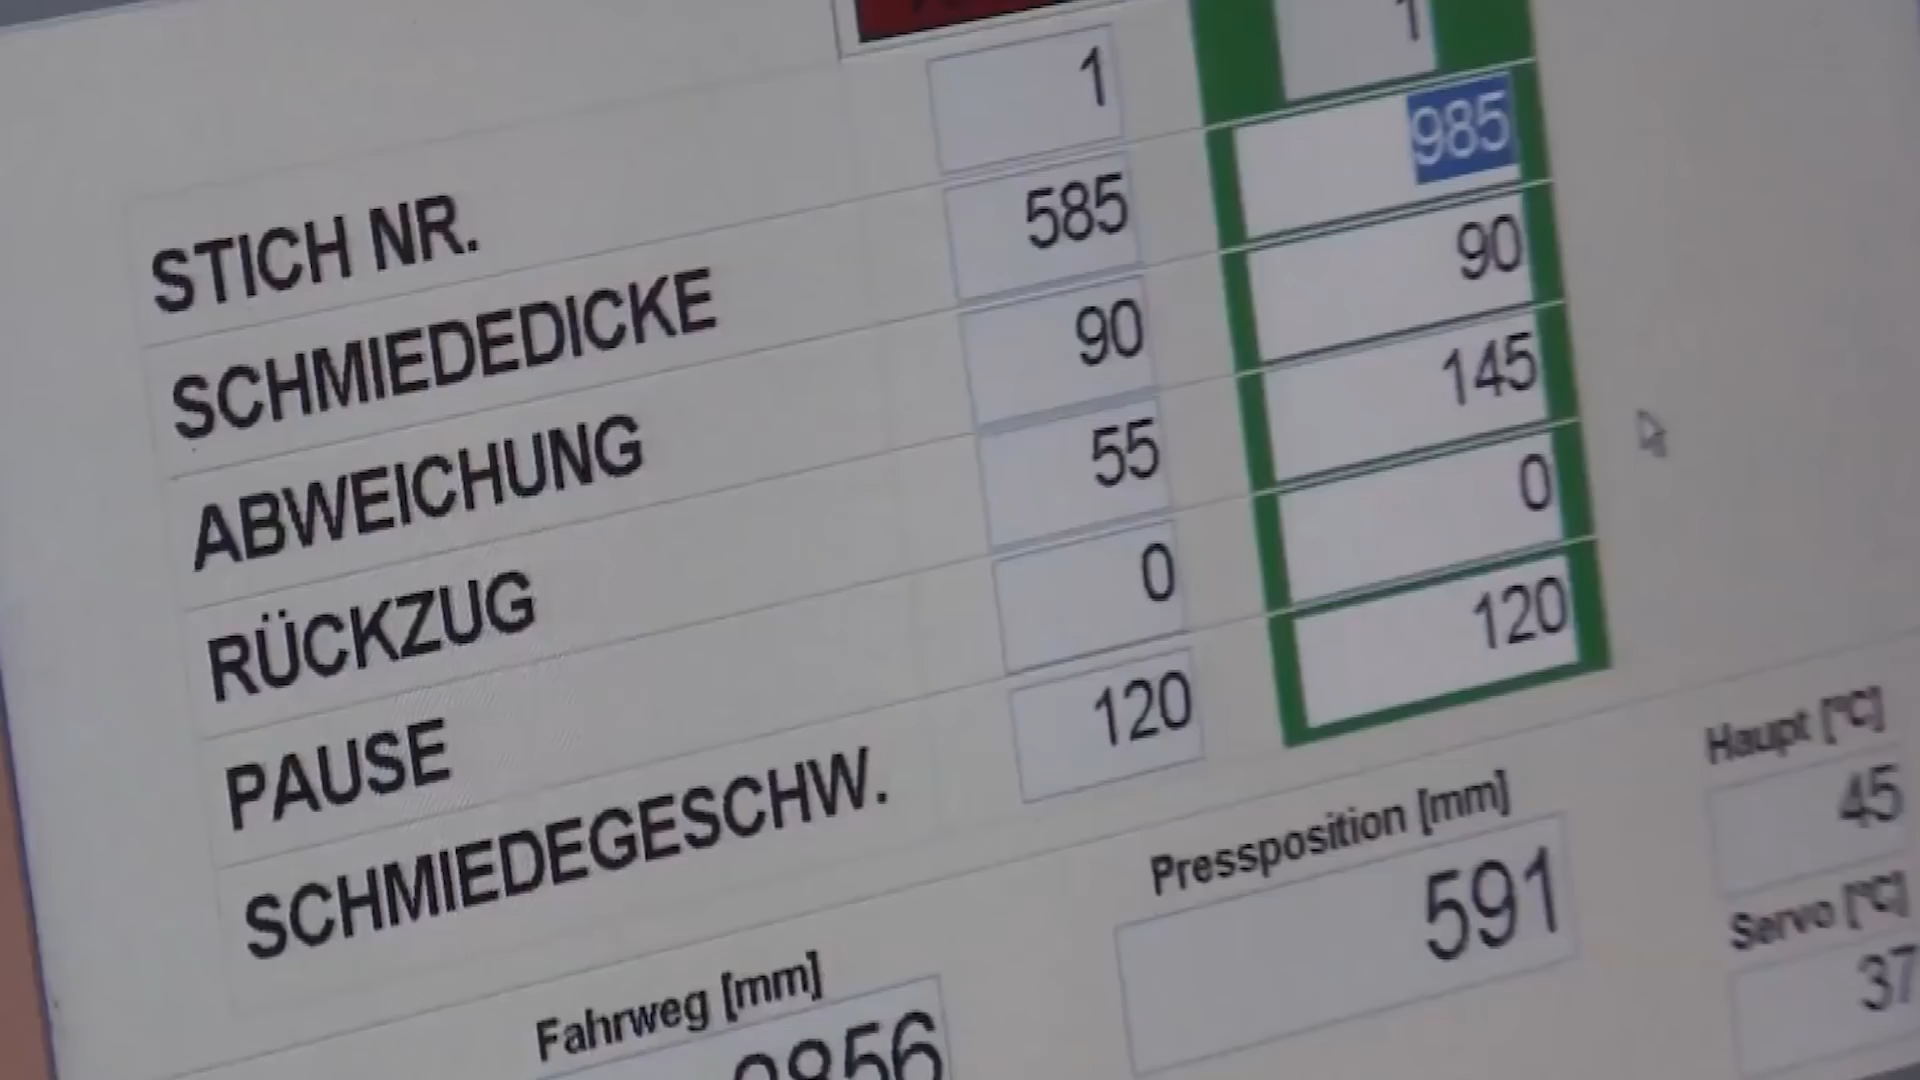 STICH NR. 1 1
SCHMIEDEDICKE 585 985
ABWEICHUNG 90 90
RÜCKZUG 55 145
PAUSE 0 0
SCHMIEDEGESCHW. 120 120
Haupt [°C]
45
Pressposition [mm]
591
Servo [°C]
37
Fahrweg [mm]